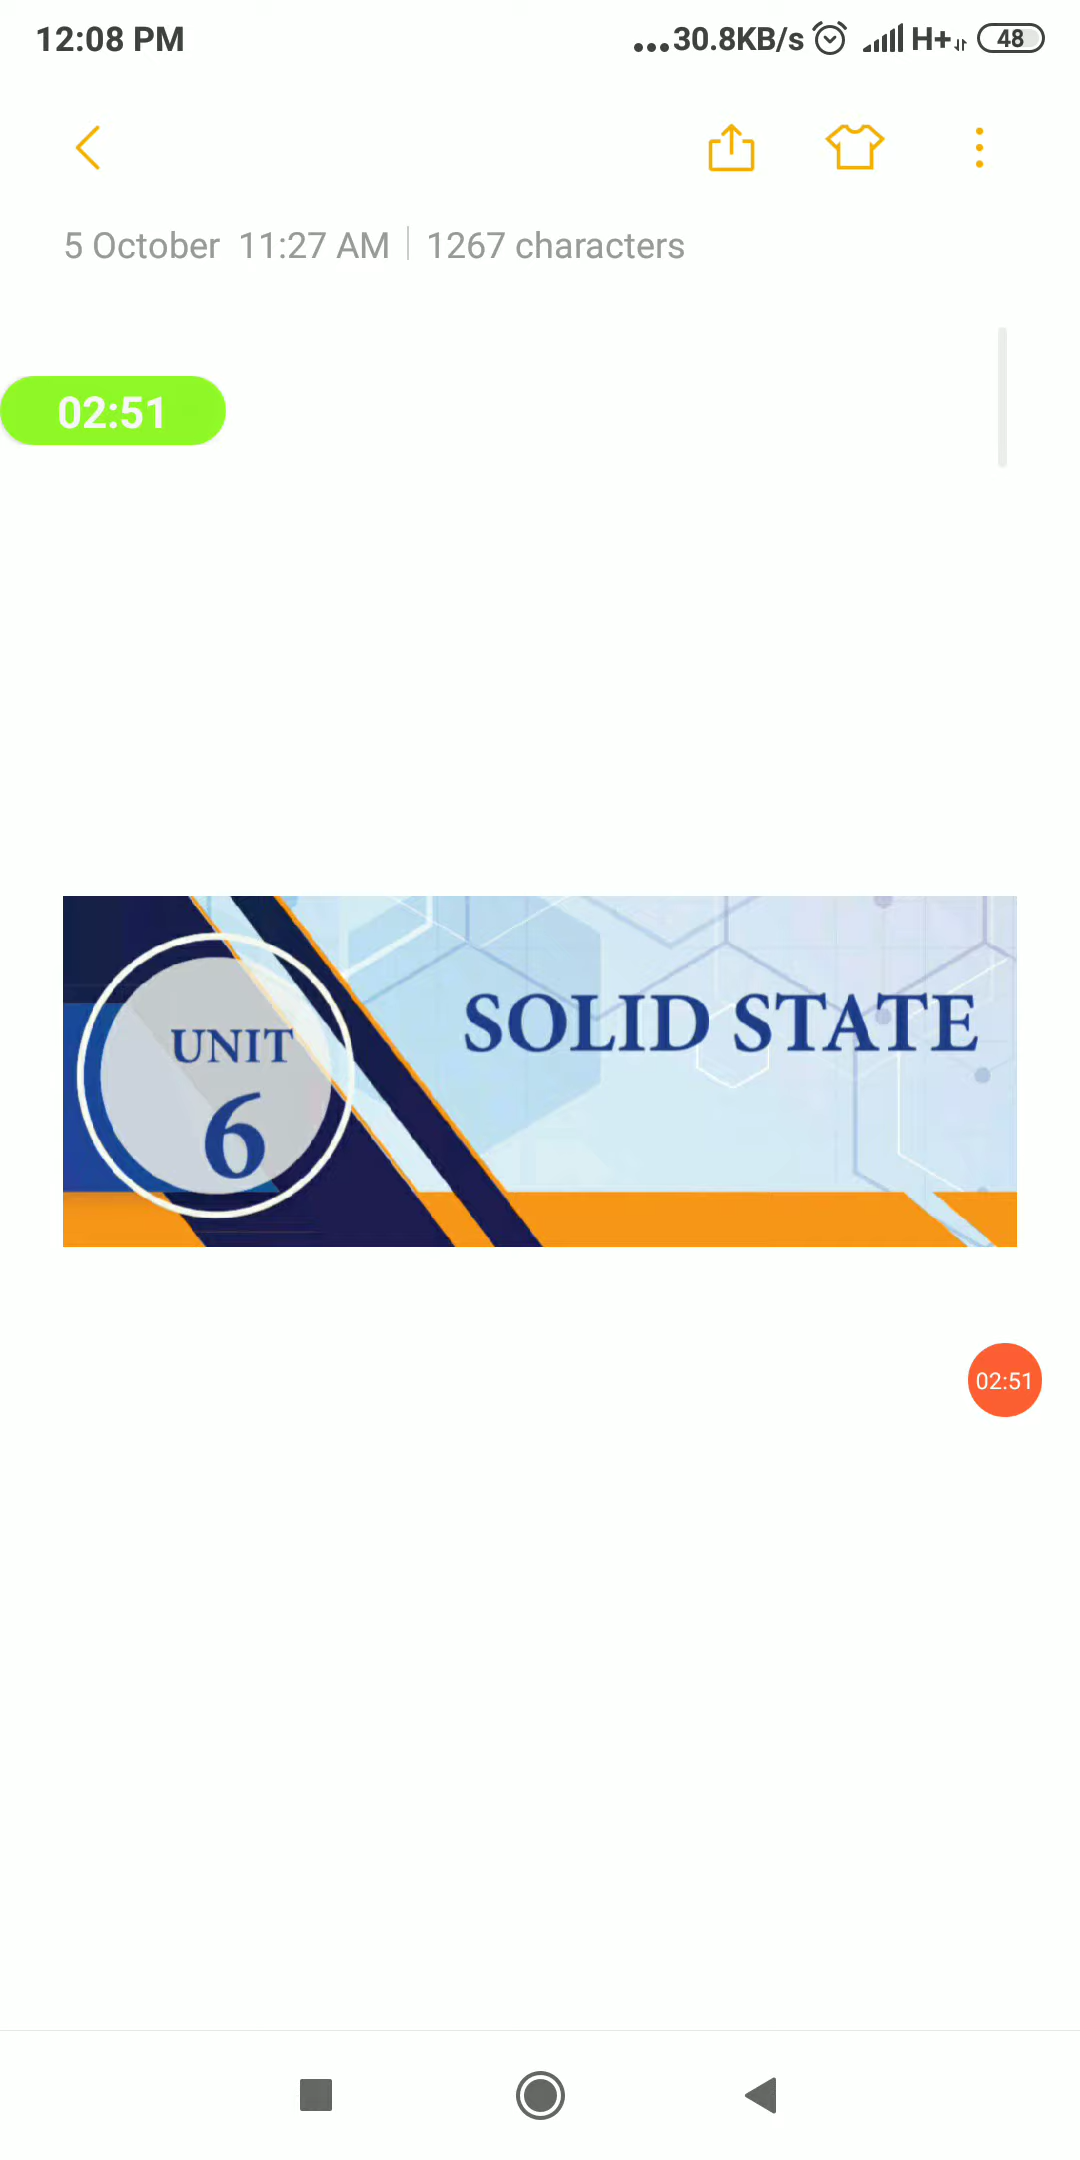 12:08 PM
...30.8KB/s H+ 48
5 October 11:27 AM | 1267 characters
02:51
SOLID STATE
UNIT
6
02:51